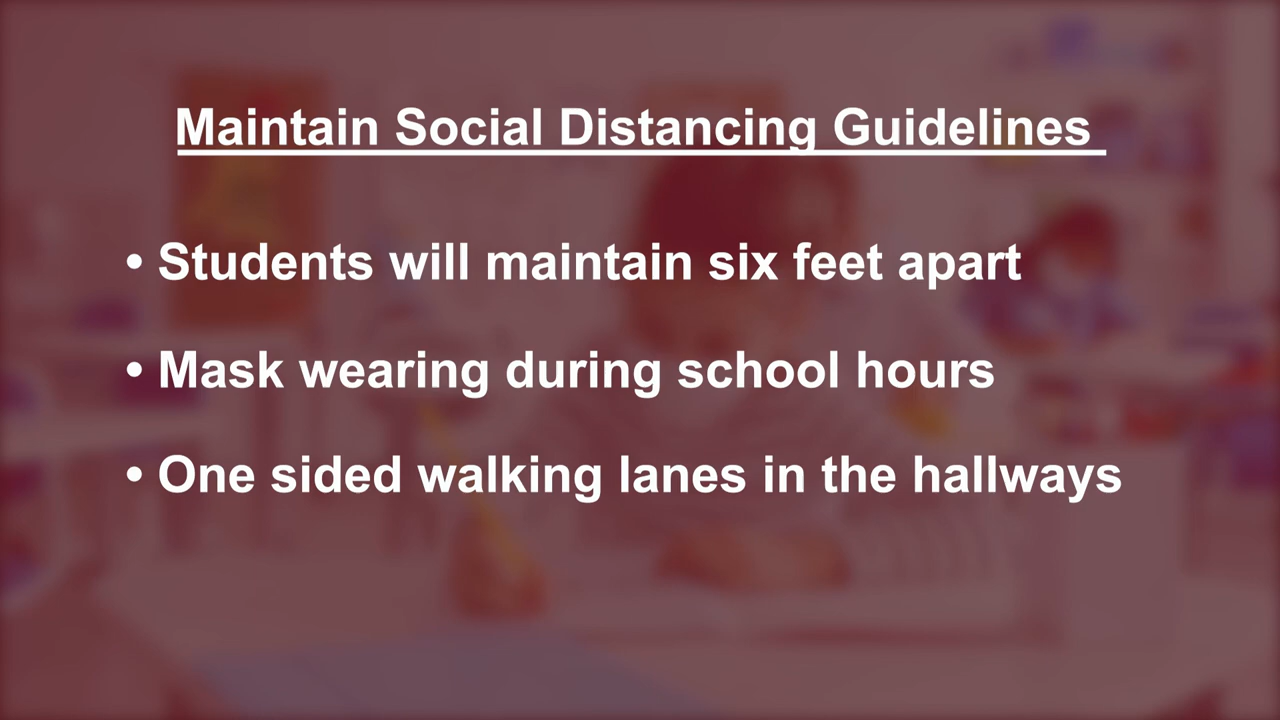 Maintain Social Distancing Guidelines
• Students will maintain six feet apart
• Mask wearing during school hours
• One sided walking lanes in the hallways